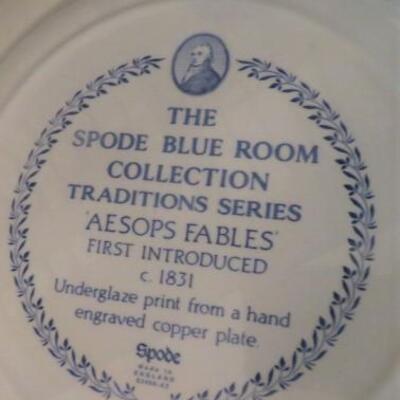 THE
SPODE BLUE ROOM
COLLECTION
TRADITIONS SERIES
'AESOPS FABLES'
FIRST INTRODUCED
c. 1831
Underglaze print from a hand
engraved copper plate.
Spode
MADE IN
ENGLAND